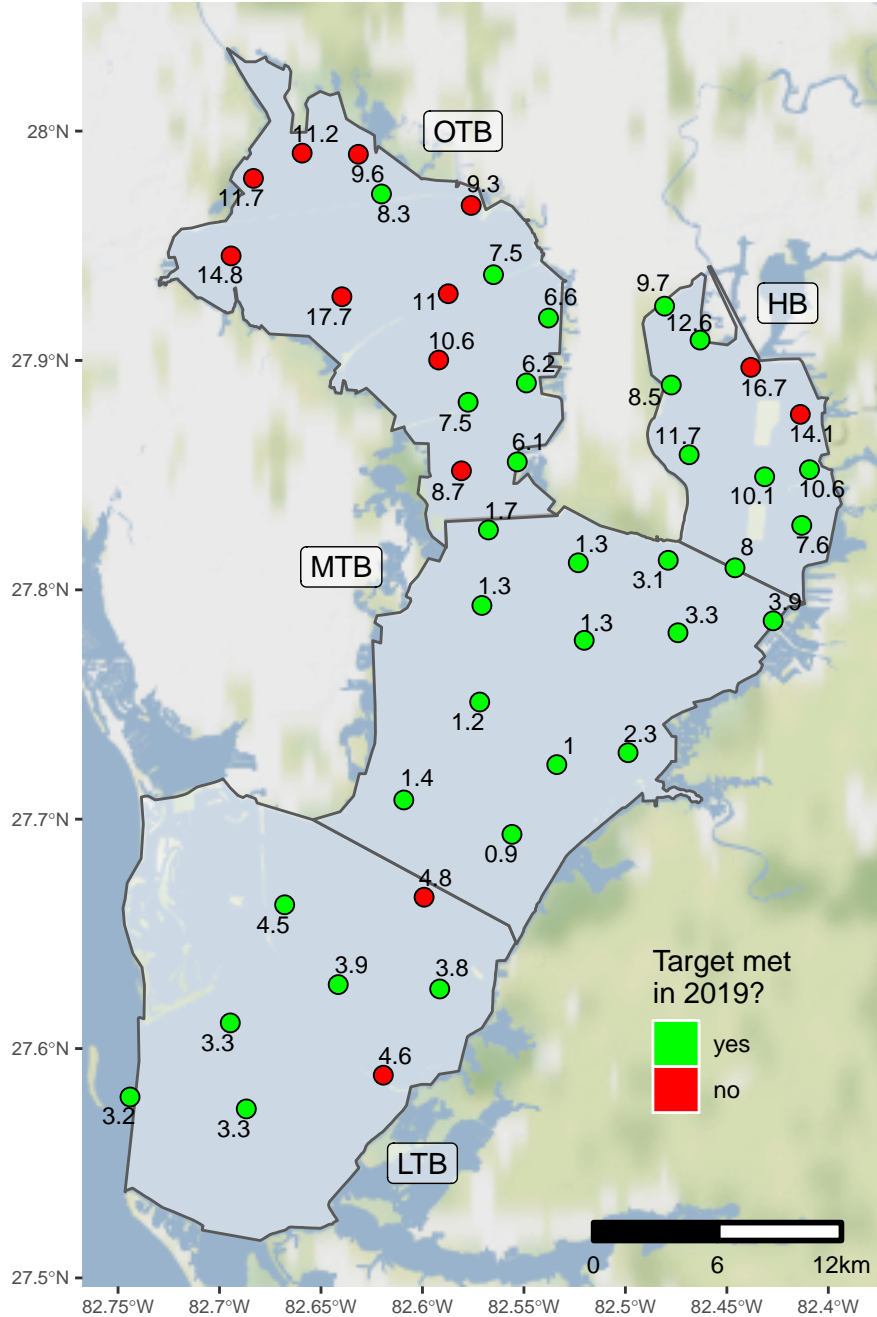 28°N
27.9°N
27.8°N
27.7°N
27.6°N
27.5°N
OTB
11.2
9.6
11.7
8.3
9.3
14.8
7.5
17.7
11
6.6
10.6
6.2
7.5
6.1
8.7
HB
9.7
12.6
16.7
8.5
14.1
11.7
10.1
10.6
7.6
8
MTB
1.7
1.3
3.1
1.3
1.3
3.3
3.9
1.2
1
2.3
1.4
0.9
4.8
4.5
3.9
3.8
3.3
4.6
3.2
3.3
LTB
Target met
in 2019?
yes
no
0 6 12km
82.75°W 82.7°W 82.65°W 82.6°W 82.55°W 82.5°W 82.45°W 82.4°W